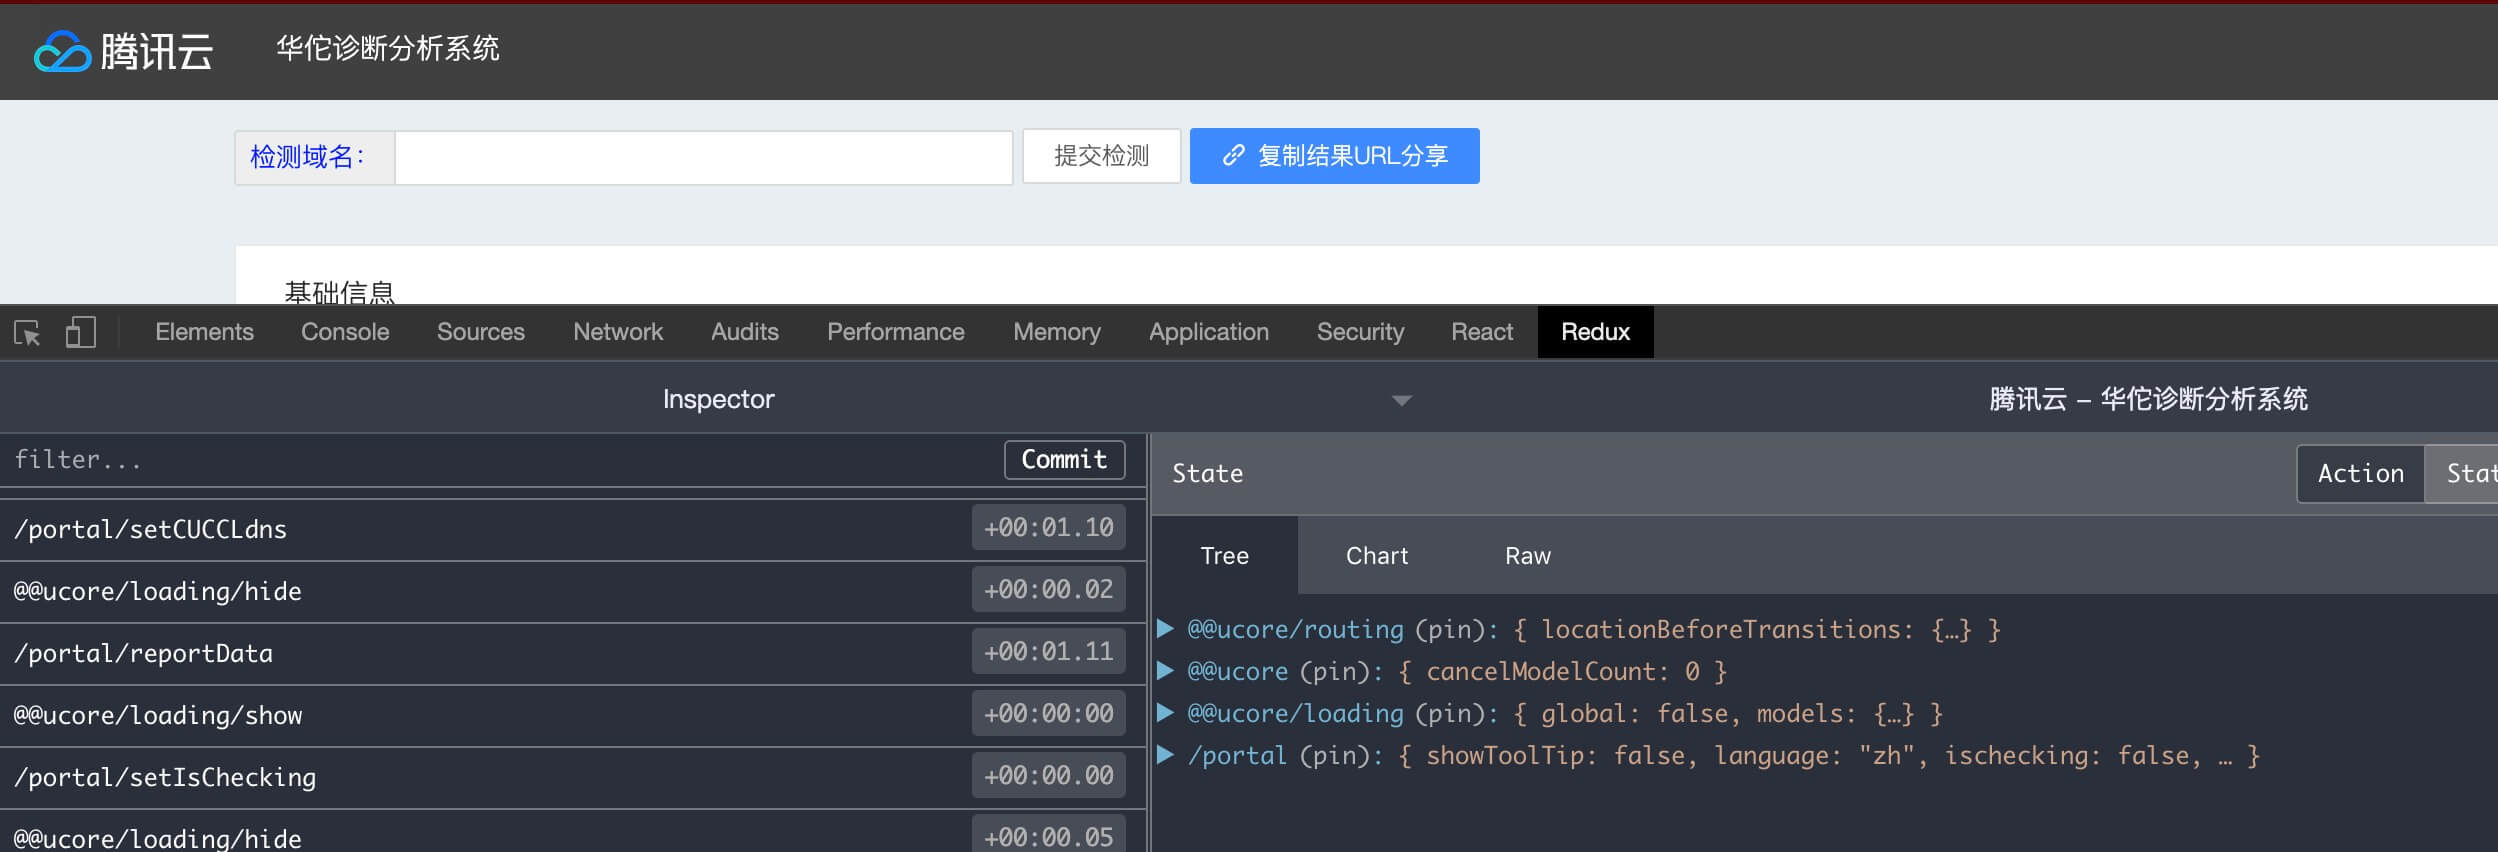 腾讯云 华佗诊断分析系统
检测域名: 提交检测 复制结果URL分享
基础信息
Elements Console Sources Network Audits Performance Memory Application Security React Redux
Inspector 腾讯云 – 华佗诊断分析系统
filter... Commit State Action Stat
/portal/setCUCCLdns +00:01.10
Tree Chart Raw
@@ucore/loading/hide +00:00.02
@@ucore/routing (pin): { locationBeforeTransitions: {…} }
/portal/reportData +00:01.11
@@ucore (pin): { cancelModelCount: 0 }
@@ucore/loading/show +00:00:00
@@ucore/loading (pin): { global: false, models: {…} }
/portal/setIsChecking +00:00.00
/portal (pin): { showToolTip: false, language: "zh", ischecking: false, … }
@@ucore/loading/hide +00:00.05